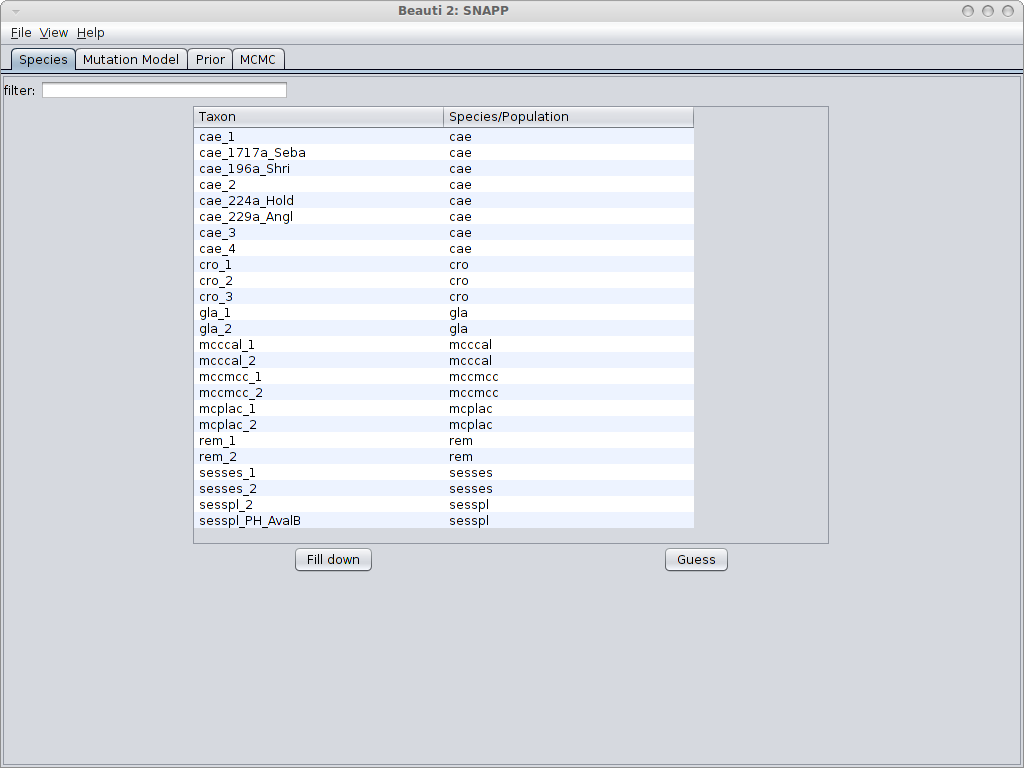 Beauti 2: SNAPP
File View Help
Species Mutation Model Prior MCMC
filter:
Taxon Species/Population
cae_1 cae
cae_1717a_Seba cae
cae_196a_Shri cae
cae_2 cae
cae_224a_Hold cae
cae_229a_Angl cae
cae_3 cae
cae_4 cae
cro_1 cro
cro_2 cro
cro_3 cro
gla_1 gla
gla_2 gla
mcccal_1 mcccal
mcccal_2 mcccal
mccmcc_1 mccmcc
mccmcc_2 mccmcc
mcplac_1 mcplac
mcplac_2 mcplac
rem_1 rem
rem_2 rem
sesses_1 sesses
sesses_2 sesses
sesspl_2 sesspl
sesspl_PH_AvalB sesspl
Fill down Guess